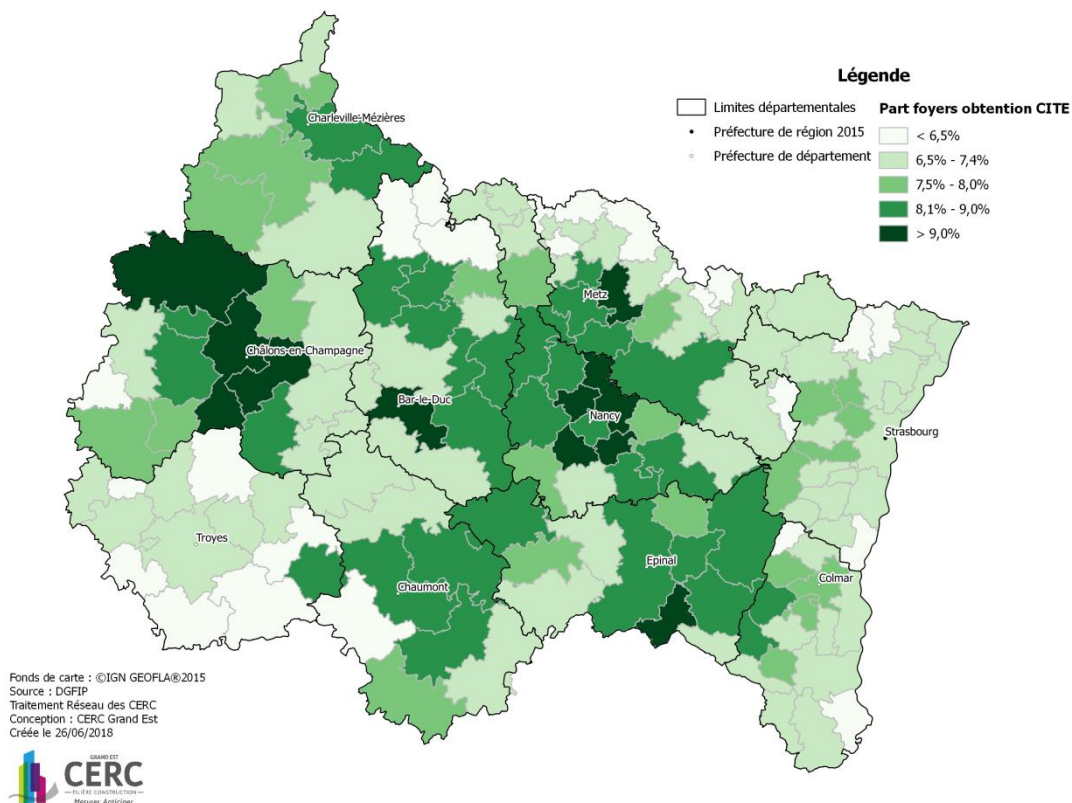 Légende
Limites départementales
Préfecture de région 2015
Préfecture de département
Part foyers obtention CITE
< 6,5%
6,5% - 7,4%
7,5% - 8,0%
8,1% - 9,0%
> 9,0%
Charleville-Mézières
Metz
Châlons-en-Champagne
Bar-le-Duc
Nancy
Strasbourg
Troyes
Epinal
Chaumont
Colmar
Fonds de carte : ©IGN GEOFLA®2015
Source : DGFIP
Traitement Réseau des CERC
Conception : CERC Grand Est
Créée le 26/06/2018
GRAND EST
CERC
FILIÈRE CONSTRUCTION
Mesurer, Anticiper